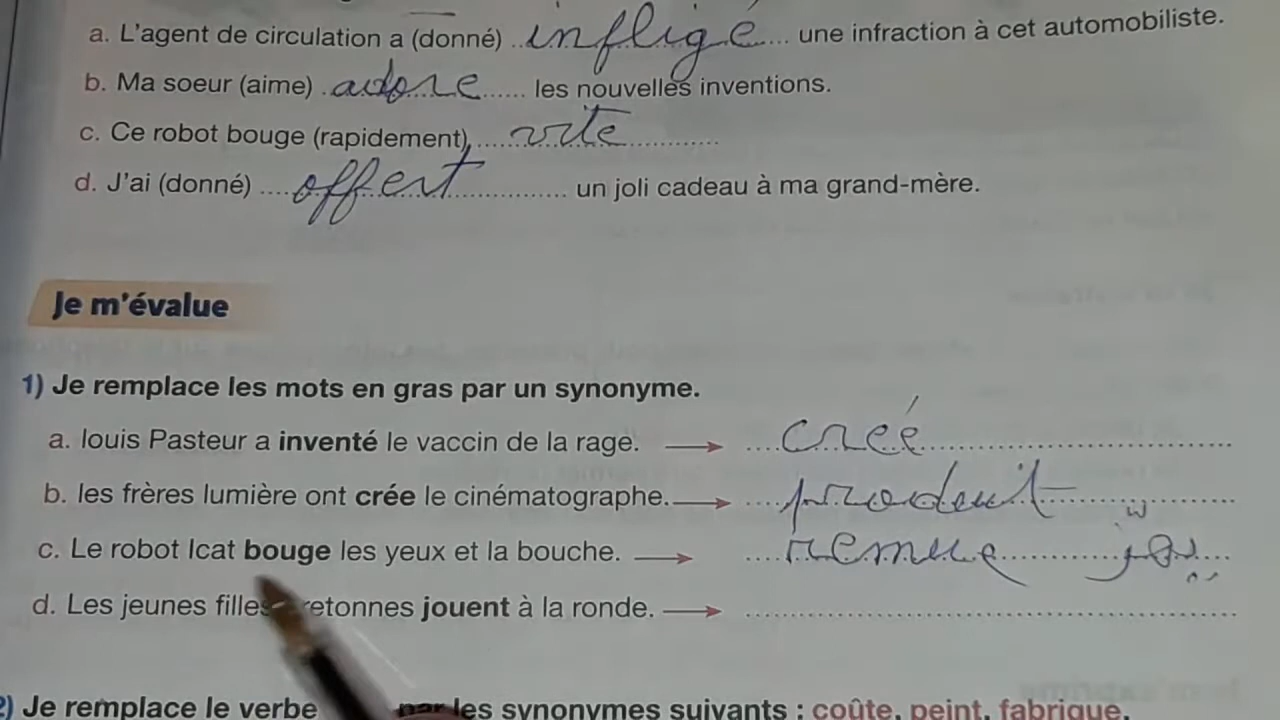 a. L'agent de circulation a (donné) ..infligé.... une infraction à cet automobiliste.
b. Ma soeur (aime) .adore...... les nouvelles inventions.
c. Ce robot bouge (rapidement) ....vite..............
d. J'ai (donné) ....offert............ un joli cadeau à ma grand-mère.
Je m'évalue
1) Je remplace les mots en gras par un synonyme.
a. louis Pasteur a inventé le vaccin de la rage. → ....créé..............................
b. les frères lumière ont crée le cinématographe. → ....produit....................
c. Le robot Icat bouge les yeux et la bouche. → ....remue............
d. Les jeunes filles retonnes jouent à la ronde. → ..................................................
2) Je remplace le verbe par les synonymes suivants : coûte, peint, fabrique,